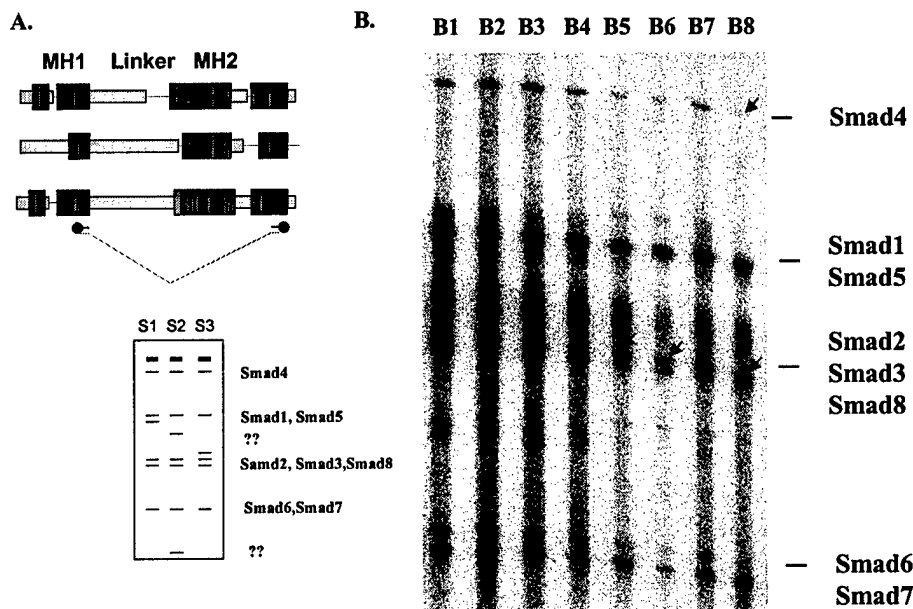 A.
MH1 Linker MH2
S1 S2 S3
Smad4
Smad1, Smad5
??
Samd2, Smad3,Smad8
Smad6,Smad7
??
B.
B1 B2 B3 B4 B5 B6 B7 B8
Smad4
Smad1
Smad5
Smad2
Smad3
Smad8
Smad6
Smad7